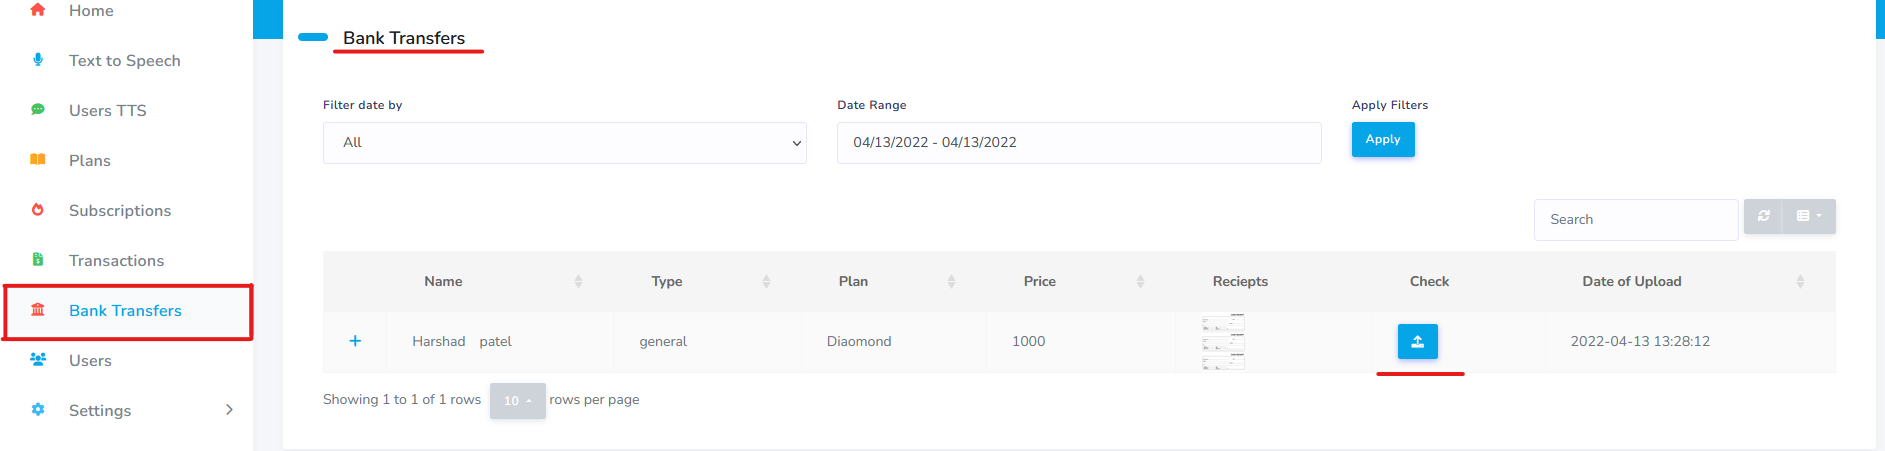 Home
Text to Speech
Users TTS
Plans
Subscriptions
Transactions
Bank Transfers
Users
Settings
Bank Transfers
Filter date by
Date Range
Apply Filters
All
04/13/2022 - 04/13/2022
Apply
Search
Name Type Plan Price Reciepts Check Date of Upload
+ Harshad patel general Diaomond 1000 2022-04-13 13:28:12
Showing 1 to 1 of 1 rows 10 rows per page